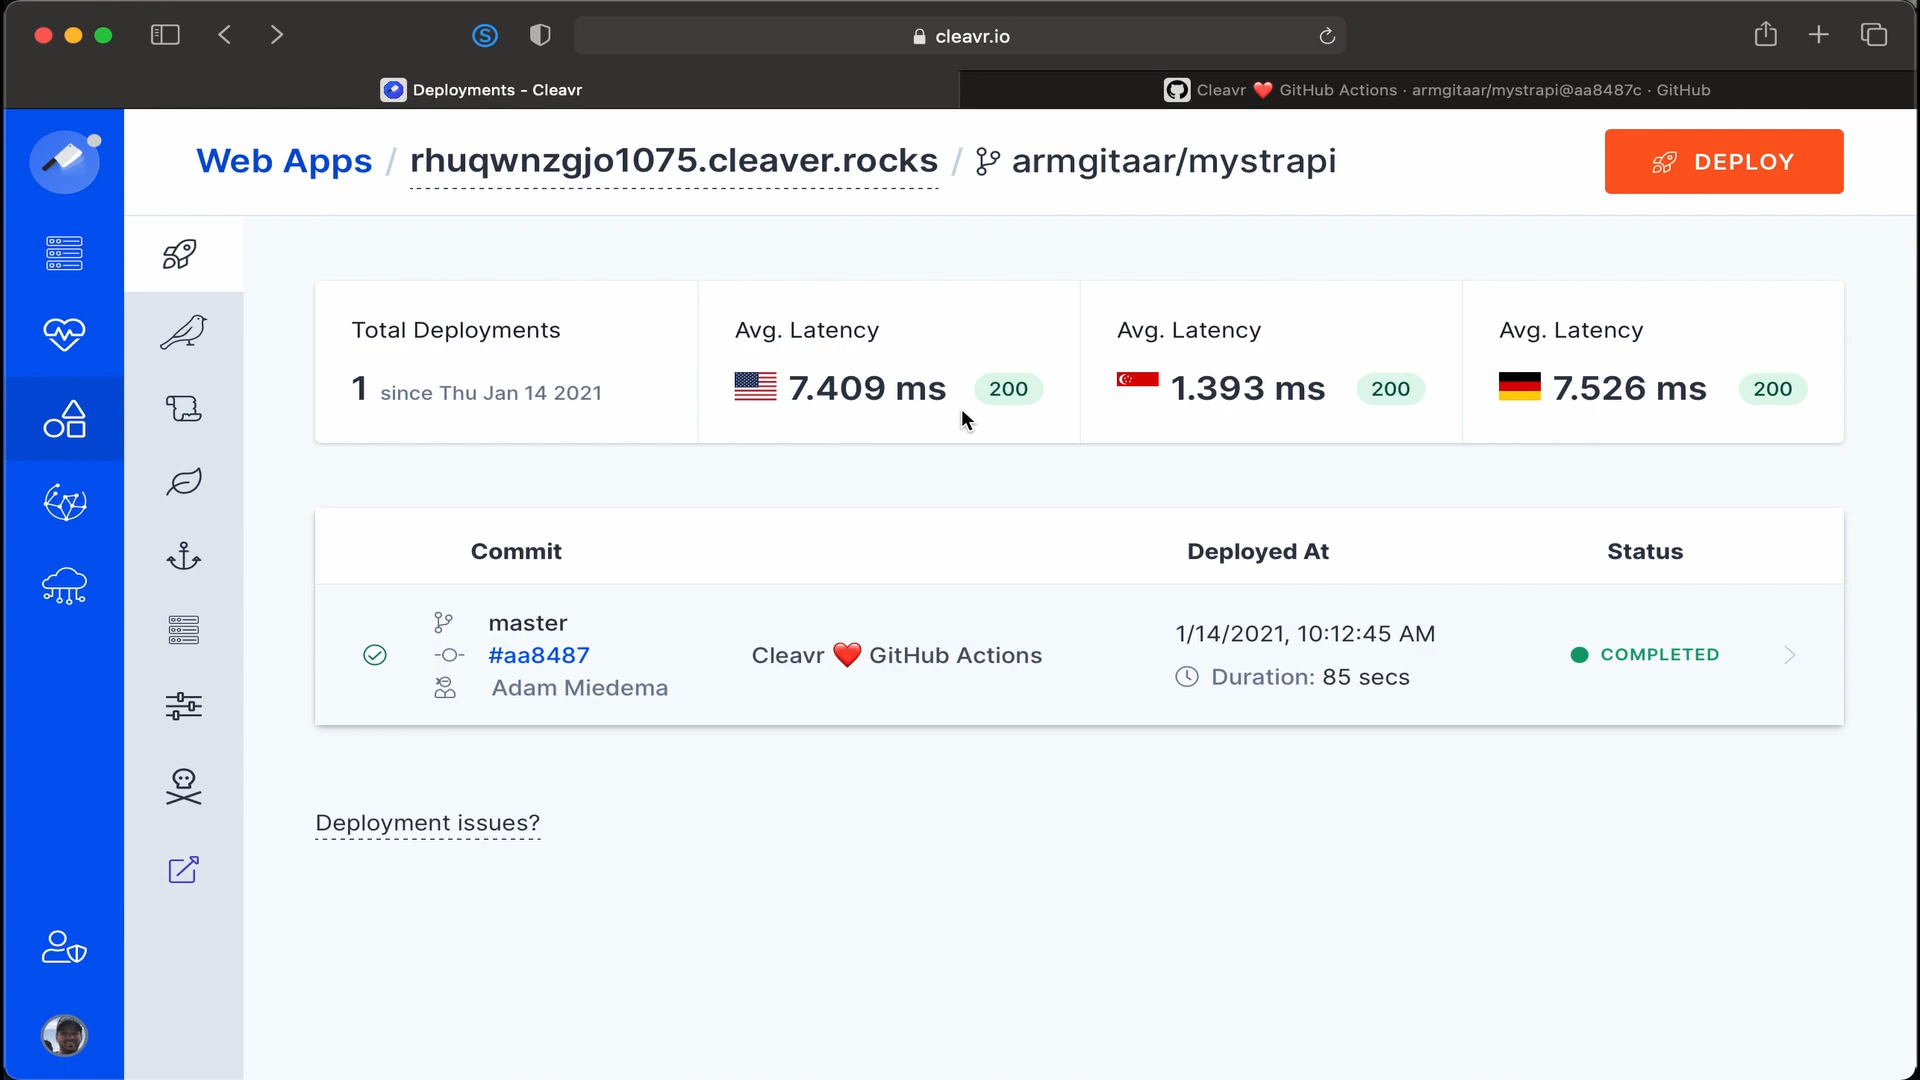 cleavr.io
Deployments - Cleavr
Cleavr ❤️ GitHub Actions · armgitaar/mystrapi@aa8487c · GitHub
Web Apps / rhuqwnzgjo1075.cleaver.rocks / armgitaar/mystrapi
DEPLOY
Total Deployments
1 since Thu Jan 14 2021
Avg. Latency
7.409 ms 200
Avg. Latency
1.393 ms 200
Avg. Latency
7.526 ms 200
Commit Deployed At Status
master
#aa8487
Adam Miedema
Cleavr ❤️ GitHub Actions
1/14/2021, 10:12:45 AM
Duration: 85 secs
COMPLETED
Deployment issues?